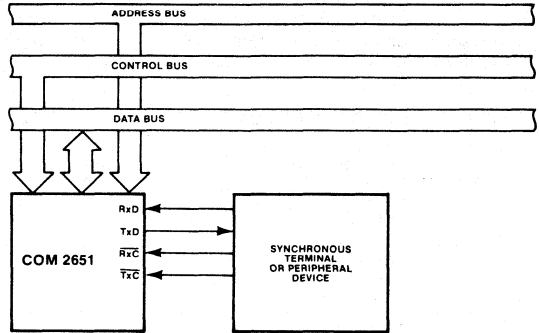 ADDRESS BUS
CONTROL BUS
DATA BUS
COM 2651
RxD
TxD
R̅x̅C̅
T̅x̅C̅
SYNCHRONOUS
TERMINAL
OR PERIPHERAL
DEVICE